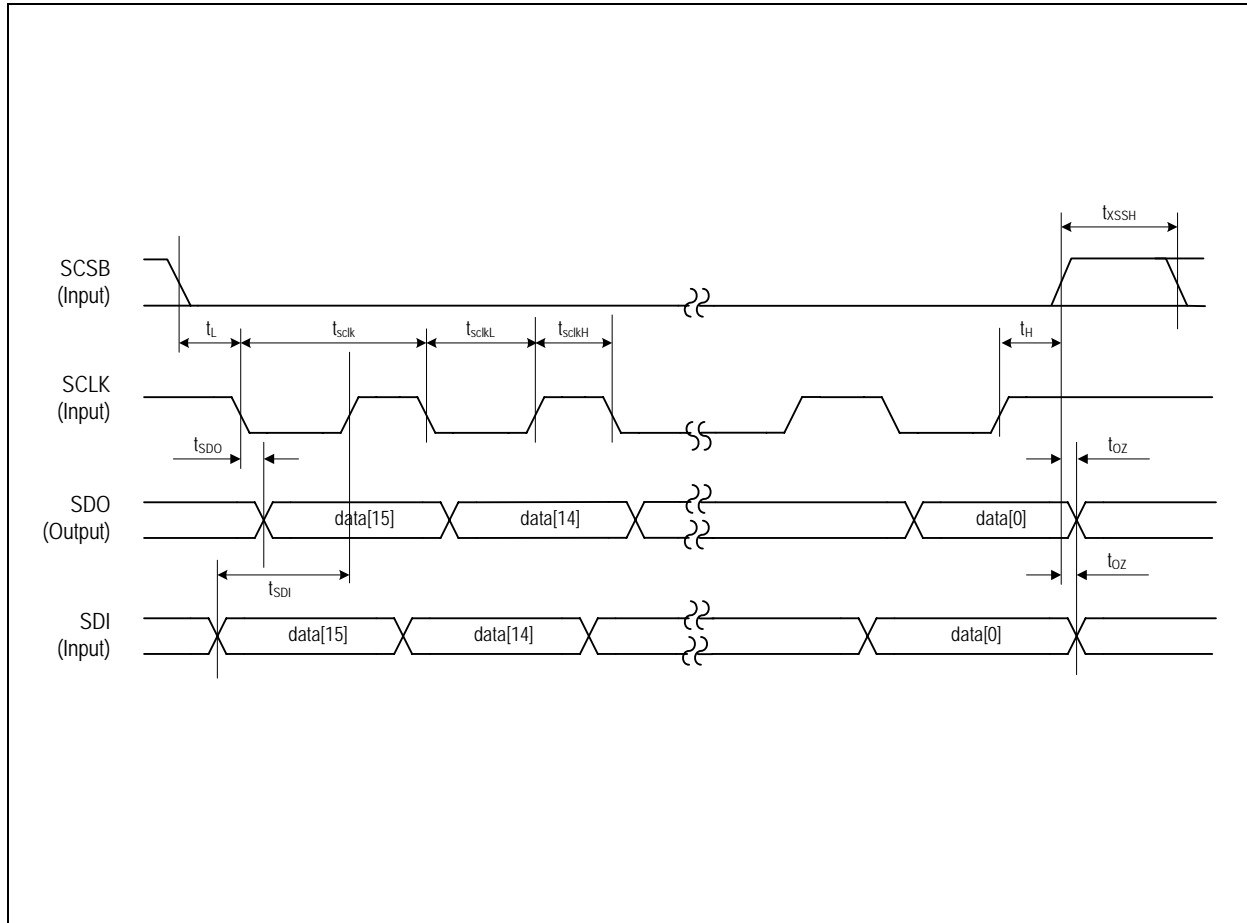 tXSSH
SCSB
(Input)
tL
tsclk
tsclkL
tsclkH
tH
SCLK
(Input)
tSDO
tOZ
SDO
(Output)
data[15]
data[14]
data[0]
tSDI
tOZ
SDI
(Input)
data[15]
data[14]
data[0]